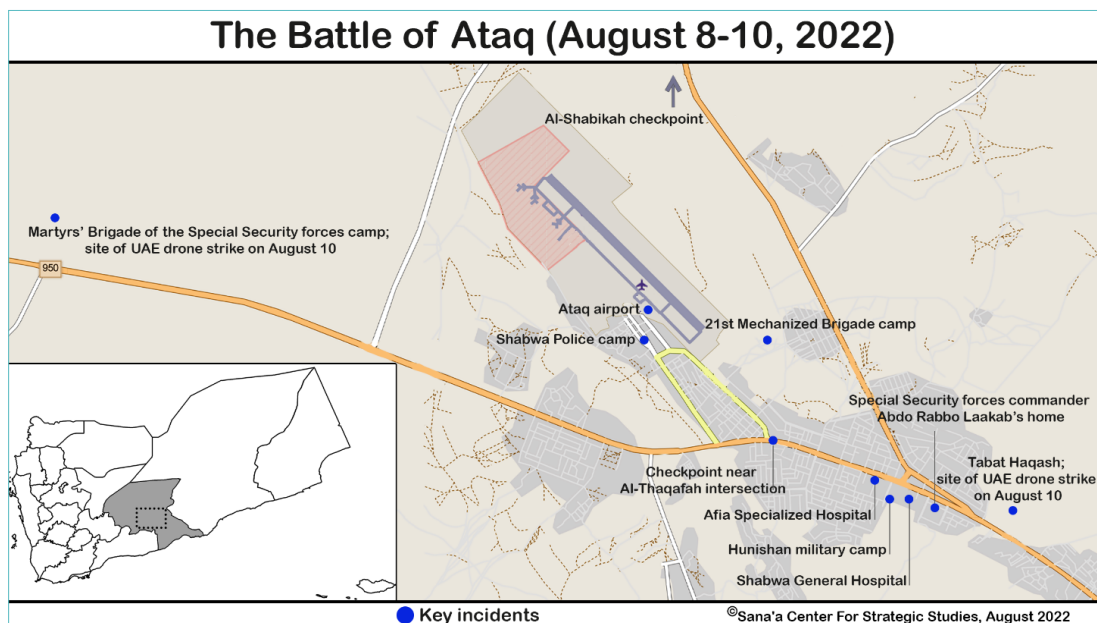 The Battle of Ataq (August 8-10, 2022)
Al-Shabikah checkpoint
Martyrs' Brigade of the Special Security forces camp;
site of UAE drone strike on August 10
950
Ataq airport
21st Mechanized Brigade camp
Shabwa Police camp
Special Security forces commander
Abdo Rabbo Laakab's home
Tabat Haqash;
site of UAE drone strike
on August 10
Checkpoint near
Al-Thaqafah intersection
Afia Specialized Hospital
Hunishan military camp
Shabwa General Hospital
Key incidents
©Sana'a Center For Strategic Studies, August 2022